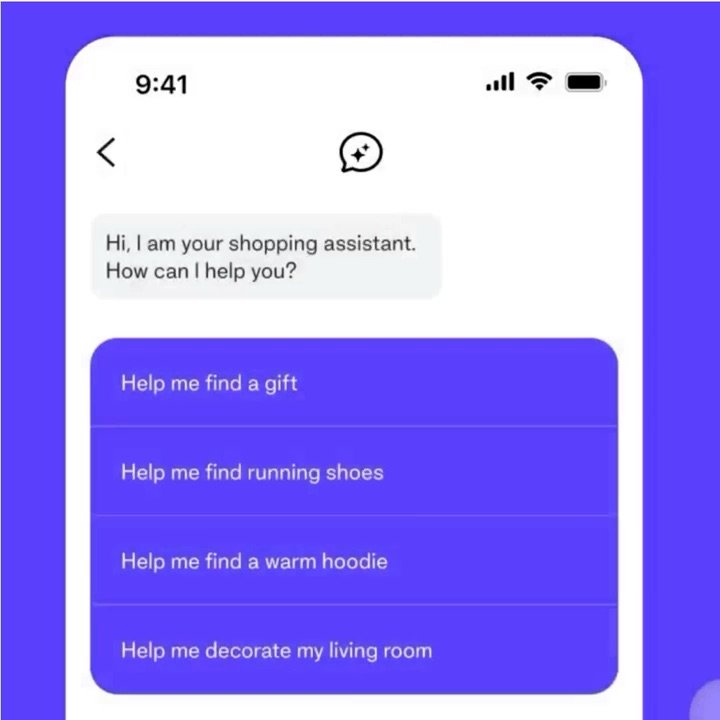 9:41
Hi, I am your shopping assistant.
How can I help you?
Help me find a gift
Help me find running shoes
Help me find a warm hoodie
Help me decorate my living room